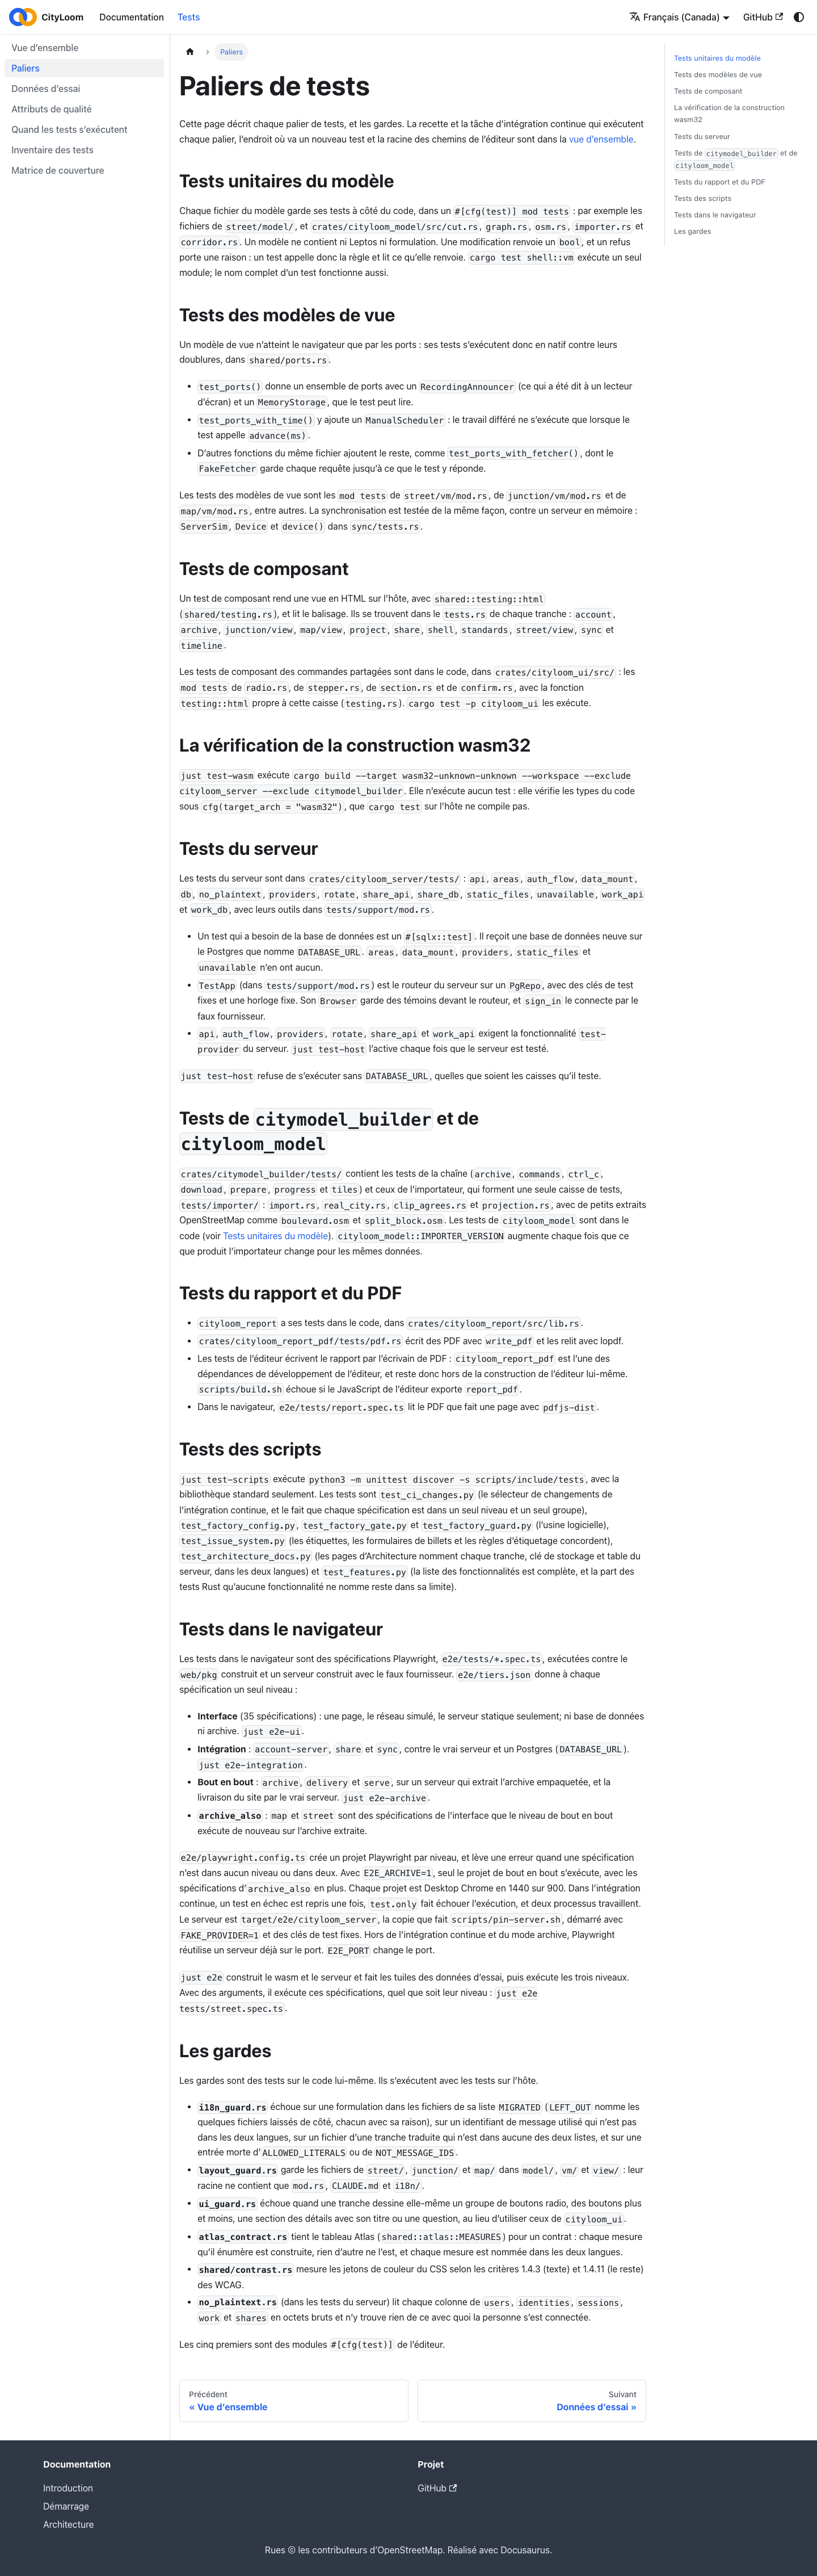 CityLoom
Documentation
Tests
Français (Canada)
GitHub
Vue d'ensemble
Paliers
Données d'essai
Attributs de qualité
Quand les tests s'exécutent
Inventaire des tests
Matrice de couverture
Paliers
Paliers de tests
Cette page décrit chaque palier de tests, et les gardes. La recette et la tâche d'intégration continue qui exécutent
chaque palier, l'endroit où va un nouveau test et la racine des chemins de l'éditeur sont dans la vue d'ensemble.
Tests unitaires du modèle
Chaque fichier du modèle garde ses tests à côté du code, dans un #[cfg(test)] mod tests : par exemple les
fichiers de street/model/, et crates/cityloom_model/src/cut.rs, graph.rs, osm.rs, importer.rs et
corridor.rs. Un modèle ne contient ni Leptos ni formulation. Une modification renvoie un bool, et un refus
porte une raison : un test appelle donc la règle et lit ce qu'elle renvoie. cargo test shell::vm exécute un seul
module; le nom complet d'un test fonctionne aussi.
Tests des modèles de vue
Un modèle de vue n'atteint le navigateur que par les ports : ses tests s'exécutent donc en natif contre leurs
doublures, dans shared/ports.rs.
• test_ports() donne un ensemble de ports avec un RecordingAnnouncer (ce qui a été dit à un lecteur
d'écran) et un MemoryStorage, que le test peut lire.
• test_ports_with_time() y ajoute un ManualScheduler : le travail différé ne s'exécute que lorsque le
test appelle advance(ms).
• D'autres fonctions du même fichier ajoutent le reste, comme test_ports_with_fetcher(), dont le
FakeFetcher garde chaque requête jusqu'à ce que le test y réponde.
Les tests des modèles de vue sont les mod tests de street/vm/mod.rs, de junction/vm/mod.rs et de
map/vm/mod.rs, entre autres. La synchronisation est testée de la même façon, contre un serveur en mémoire :
ServerSim, Device et device() dans sync/tests.rs.
Tests de composant
Un test de composant rend une vue en HTML sur l'hôte, avec shared::testing::html
(shared/testing.rs), et lit le balisage. Ils se trouvent dans le tests.rs de chaque tranche : account,
archive, junction/view, map/view, project, share, shell, standards, street/view, sync et
timeline.
Les tests de composant des commandes partagées sont dans le code, dans crates/cityloom_ui/src/ : les
mod tests de radio.rs, de stepper.rs, de section.rs et de confirm.rs, avec la fonction
testing::html propre à cette caisse (testing.rs). cargo test -p cityloom_ui les exécute.
La vérification de la construction wasm32
just test-wasm exécute cargo build --target wasm32-unknown-unknown --workspace --exclude
cityloom_server --exclude citymodel_builder. Elle n'exécute aucun test : elle vérifie les types du code
sous cfg(target_arch = "wasm32"), que cargo test sur l'hôte ne compile pas.
Tests du serveur
Les tests du serveur sont dans crates/cityloom_server/tests/ : api, areas, auth_flow, data_mount,
db, no_plaintext, providers, rotate, share_api, share_db, static_files, unavailable, work_api
et work_db, avec leurs outils dans tests/support/mod.rs.
• Un test qui a besoin de la base de données est un #[sqlx::test]. Il reçoit une base de données neuve sur
le Postgres que nomme DATABASE_URL. areas, data_mount, providers, static_files et
unavailable n'en ont aucun.
• TestApp (dans tests/support/mod.rs) est le routeur du serveur sur un PgRepo, avec des clés de test
fixes et une horloge fixe. Son Browser garde des témoins devant le routeur, et sign_in le connecte par le
faux fournisseur.
• api, auth_flow, providers, rotate, share_api et work_api exigent la fonctionnalité test-
provider du serveur. just test-host l'active chaque fois que le serveur est testé.
just test-host refuse de s'exécuter sans DATABASE_URL, quelles que soient les caisses qu'il teste.
Tests de citymodel_builder et de
cityloom_model
crates/citymodel_builder/tests/ contient les tests de la chaîne (archive, commands, ctrl_c,
download, prepare, progress et tiles) et ceux de l'importateur, qui forment une seule caisse de tests,
tests/importer/ : import.rs, real_city.rs, clip_agrees.rs et projection.rs, avec de petits extraits
OpenStreetMap comme boulevard.osm et split_block.osm. Les tests de cityloom_model sont dans le
code (voir Tests unitaires du modèle). cityloom_model::IMPORTER_VERSION augmente chaque fois que ce
que produit l'importateur change pour les mêmes données.
Tests du rapport et du PDF
• cityloom_report a ses tests dans le code, dans crates/cityloom_report/src/lib.rs.
• crates/cityloom_report_pdf/tests/pdf.rs écrit des PDF avec write_pdf et les relit avec lopdf.
• Les tests de l'éditeur écrivent le rapport par l'écrivain de PDF : cityloom_report_pdf est l'une des
dépendances de développement de l'éditeur, et reste donc hors de la construction de l'éditeur lui-même.
scripts/build.sh échoue si le JavaScript de l'éditeur exporte report_pdf.
• Dans le navigateur, e2e/tests/report.spec.ts lit le PDF que fait une page avec pdfjs-dist.
Tests des scripts
just test-scripts exécute python3 -m unittest discover -s scripts/include/tests, avec la
bibliothèque standard seulement. Les tests sont test_ci_changes.py (le sélecteur de changements de
l'intégration continue, et le fait que chaque spécification est dans un seul niveau et un seul groupe),
test_factory_config.py, test_factory_gate.py et test_factory_guard.py (l'usine logicielle),
test_issue_system.py (les étiquettes, les formulaires de billets et les règles d'étiquetage concordent),
test_architecture_docs.py (les pages d'Architecture nomment chaque tranche, clé de stockage et table du
serveur, dans les deux langues) et test_features.py (la liste des fonctionnalités est complète, et la part des
tests Rust qu'aucune fonctionnalité ne nomme reste dans sa limite).
Tests dans le navigateur
Les tests dans le navigateur sont des spécifications Playwright, e2e/tests/*.spec.ts, exécutées contre le
web/pkg construit et un serveur construit avec le faux fournisseur. e2e/tiers.json donne à chaque
spécification un seul niveau :
• Interface (35 spécifications) : une page, le réseau simulé, le serveur statique seulement; ni base de données
ni archive. just e2e-ui.
• Intégration : account-server, share et sync, contre le vrai serveur et un Postgres (DATABASE_URL).
just e2e-integration.
• Bout en bout : archive, delivery et serve, sur un serveur qui extrait l'archive empaquetée, et la
livraison du site par le vrai serveur. just e2e-archive.
• archive_also : map et street sont des spécifications de l'interface que le niveau de bout en bout
exécute de nouveau sur l'archive extraite.
e2e/playwright.config.ts crée un projet Playwright par niveau, et lève une erreur quand une spécification
n'est dans aucun niveau ou dans deux. Avec E2E_ARCHIVE=1, seul le projet de bout en bout s'exécute, avec les
spécifications d'archive_also en plus. Chaque projet est Desktop Chrome en 1440 sur 900. Dans l'intégration
continue, un test en échec est repris une fois, test.only fait échouer l'exécution, et deux processus travaillent.
Le serveur est target/e2e/cityloom_server, la copie que fait scripts/pin-server.sh, démarré avec
FAKE_PROVIDER=1 et des clés de test fixes. Hors de l'intégration continue et du mode archive, Playwright
réutilise un serveur déjà sur le port. E2E_PORT change le port.
just e2e construit le wasm et le serveur et fait les tuiles des données d'essai, puis exécute les trois niveaux.
Avec des arguments, il exécute ces spécifications, quel que soit leur niveau : just e2e
tests/street.spec.ts.
Les gardes
Les gardes sont des tests sur le code lui-même. Ils s'exécutent avec les tests sur l'hôte.
• i18n_guard.rs échoue sur une formulation dans les fichiers de sa liste MIGRATED (LEFT_OUT nomme les
quelques fichiers laissés de côté, chacun avec sa raison), sur un identifiant de message utilisé qui n'est pas
dans les deux langues, sur un fichier d'une tranche traduite qui n'est dans aucune des deux listes, et sur une
entrée morte d'ALLOWED_LITERALS ou de NOT_MESSAGE_IDS.
• layout_guard.rs garde les fichiers de street/, junction/ et map/ dans model/, vm/ et view/ : leur
racine ne contient que mod.rs, CLAUDE.md et i18n/.
• ui_guard.rs échoue quand une tranche dessine elle-même un groupe de boutons radio, des boutons plus
et moins, une section des détails avec son titre ou une question, au lieu d'utiliser ceux de cityloom_ui.
• atlas_contract.rs tient le tableau Atlas (shared::atlas::MEASURES) pour un contrat : chaque mesure
qu'il énumère est construite, rien d'autre ne l'est, et chaque mesure est nommée dans les deux langues.
• shared/contrast.rs mesure les jetons de couleur du CSS selon les critères 1.4.3 (texte) et 1.4.11 (le reste)
des WCAG.
• no_plaintext.rs (dans les tests du serveur) lit chaque colonne de users, identities, sessions,
work et shares en octets bruts et n'y trouve rien de ce avec quoi la personne s'est connectée.
Les cinq premiers sont des modules #[cfg(test)] de l'éditeur.
Précédent
« Vue d'ensemble
Suivant
Données d'essai »
Tests unitaires du modèle
Tests des modèles de vue
Tests de composant
La vérification de la construction
wasm32
Tests du serveur
Tests de citymodel_builder et de
cityloom_model
Tests du rapport et du PDF
Tests des scripts
Tests dans le navigateur
Les gardes
Documentation
Introduction
Démarrage
Architecture
Projet
GitHub
Rues © les contributeurs d'OpenStreetMap. Réalisé avec Docusaurus.